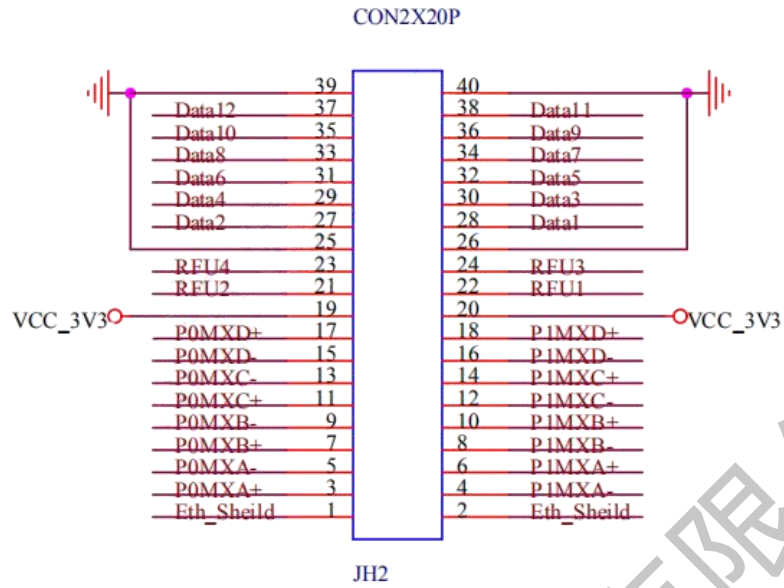 CON2X20P
39 40
Data12 37 38 Data11
Data10 35 36 Data9
Data8 33 34 Data7
Data6 31 32 Data5
Data4 29 30 Data3
Data2 27 28 Data1
25 26
RFU4 23 24 RFU3
RFU2 21 22 RFU1
VCC_3V3 19 20 VCC_3V3
P0MXD+ 17 18 P1MXD+
P0MXD- 15 16 P1MXD-
P0MXC- 13 14 P1MXC+
P0MXC+ 11 12 P1MXC-
P0MXB- 9 10 P1MXB+
P0MXB+ 7 8 P1MXB-
P0MXA- 5 6 P1MXA+
P0MXA+ 3 4 P1MXA-
Eth_Sheild 1 2 Eth_Sheild
JH2
限